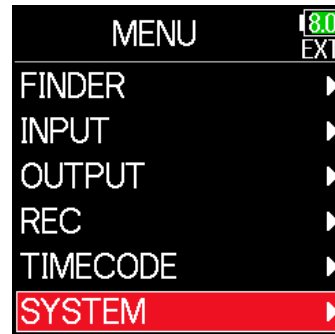 MENU
8.0
EXT
FINDER
INPUT
OUTPUT
REC
TIMECODE
SYSTEM